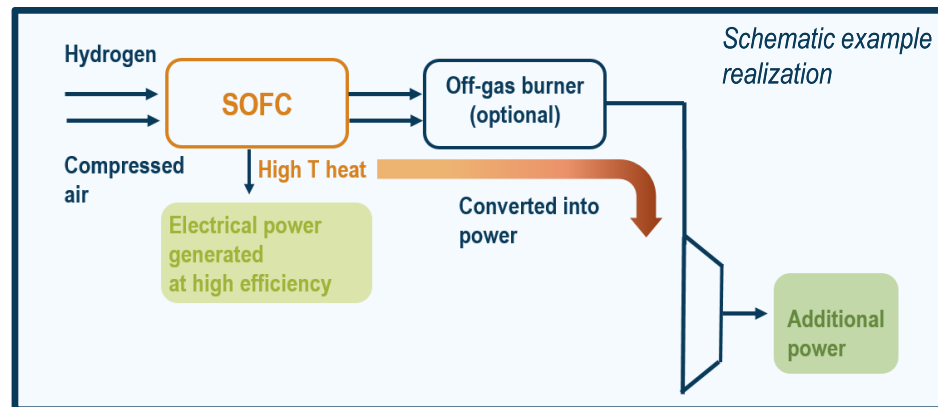 Schematic example
realization
Hydrogen
SOFC
Off-gas burner
(optional)
Compressed
air
High T heat
Converted into
power
Electrical power
generated
at high efficiency
Additional
power